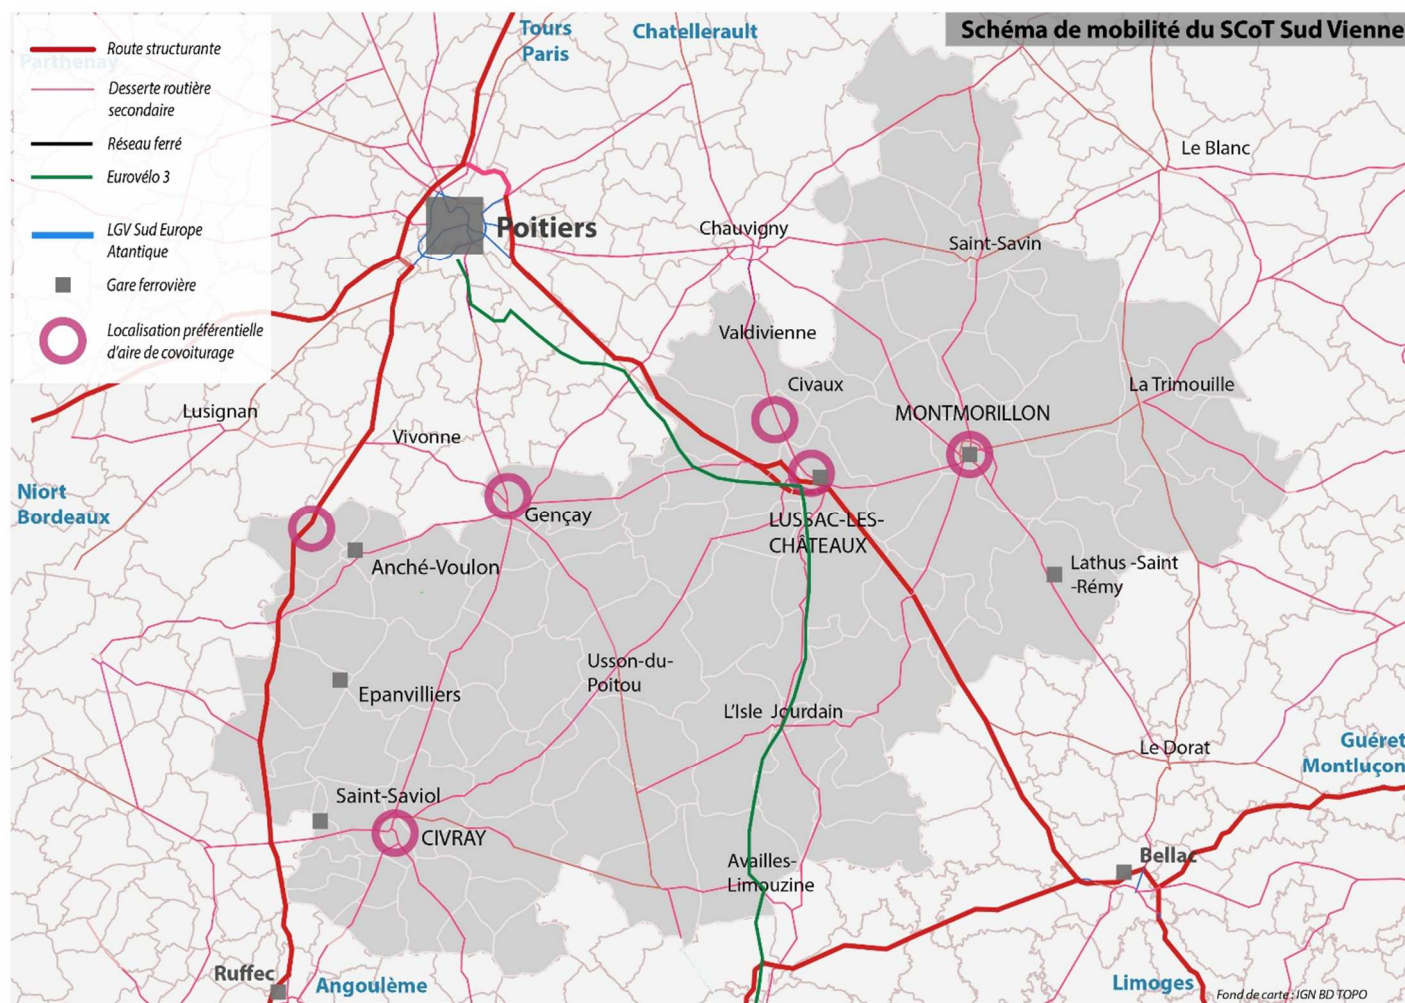 Schéma de mobilité du SCoT Sud Vienne
Route structurante
Parthenay
Desserte routière
secondaire
Réseau ferré
Eurovélo 3
LGV Sud Europe
Atantique
Gare ferrovière
Localisation préférentielle
d'aire de covoiturage
Tours
Paris
Chatellerault
Le Blanc
Poitiers
Chauvigny
Saint-Savin
Valdivienne
Civaux
La Trimouille
Lusignan
MONTMORILLON
Vivonne
Niort
Bordeaux
Gençay
LUSSAC-LES-
CHÂTEAUX
Anché-Voulon
Lathus -Saint
-Rémy
Usson-du-
Poitou
Epanvilliers
L'Isle Jourdain
Le Dorat
Guéret
Montluçon
Saint-Saviol
CIVRAY
Availles-
Limouzine
Bellac
Ruffec
Angoulème
Limoges
Fond de carte : IGN BD TOPO